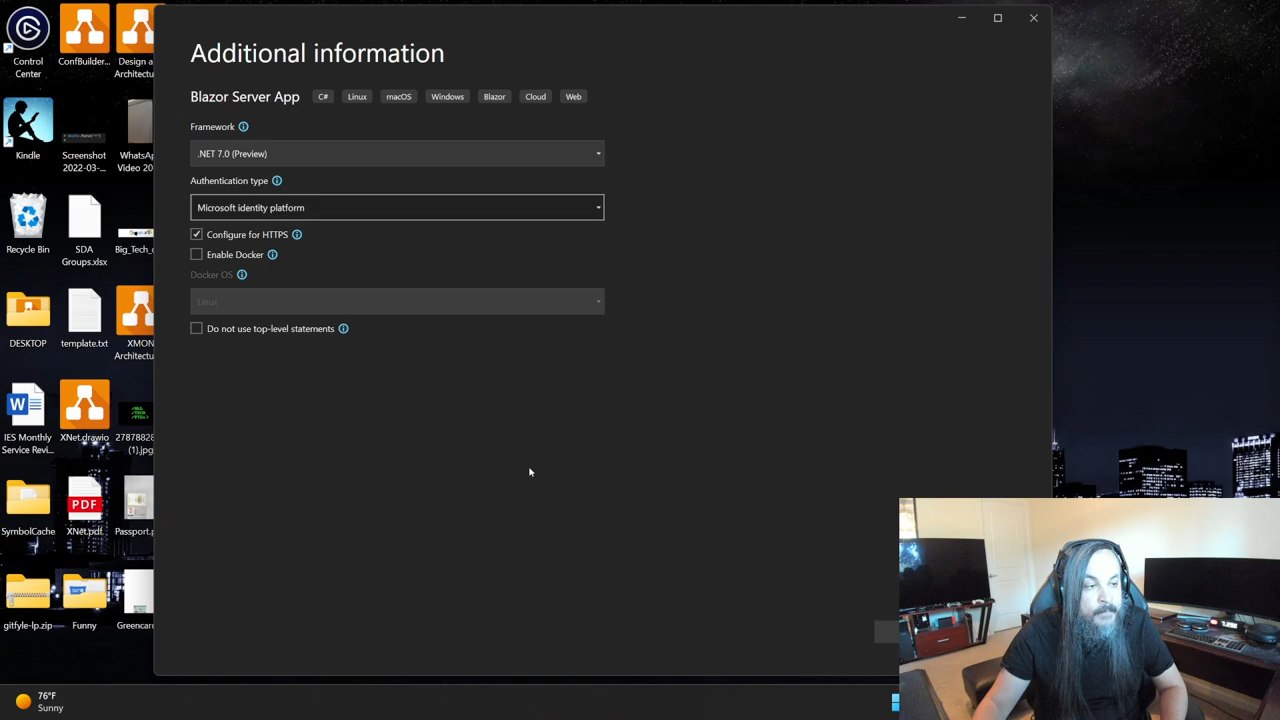 Control
Center
ConfBuilder...
Design a
Architectu
Kindle
Screenshot
2022-03-...
WhatsAp
Video 20
Recycle Bin
SDA
Groups.xlsx
Big_Tech_
DESKTOP
template.txt
XMON
Architectu
IES Monthly
Service Revi...
XNet.drawio
27878828
(1).jpg
SymbolCache
PDF
XNet.pdf
Passport.p
gitfyle-lp.zip
Funny
Greencard
Additional information
Blazor Server App C# Linux macOS Windows Blazor Cloud Web
Framework
.NET 7.0 (Preview)
Authentication type
Microsoft identity platform
Configure for HTTPS
Enable Docker
Docker OS
Linux
Do not use top-level statements
76°F
Sunny